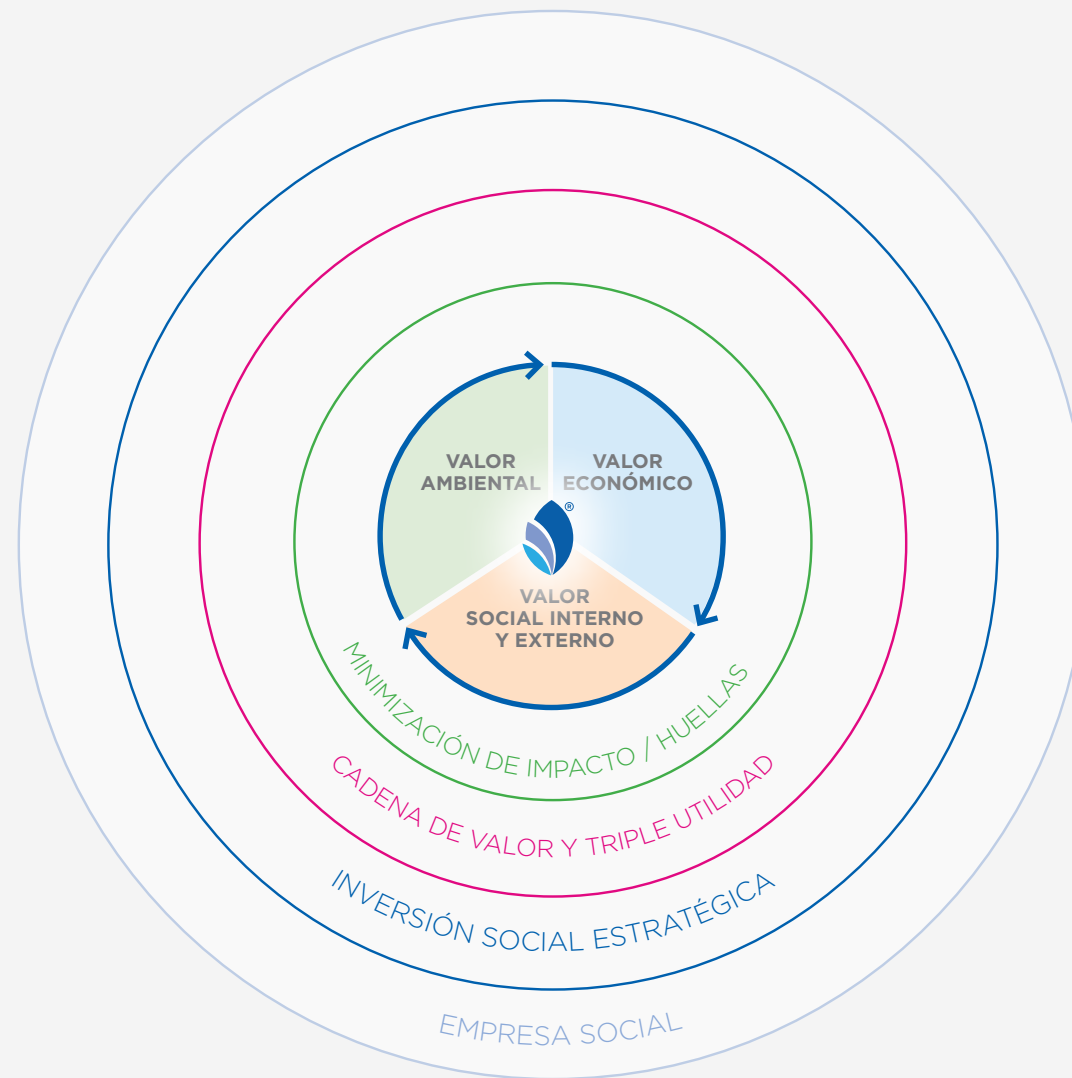 VALOR
AMBIENTAL
VALOR
ECONÓMICO
®
VALOR
SOCIAL INTERNO
Y EXTERNO
MINIMIZACIÓN DE IMPACTO / HUELLAS
CADENA DE VALOR Y TRIPLE UTILIDAD
INVERSIÓN SOCIAL ESTRATÉGICA
EMPRESA SOCIAL